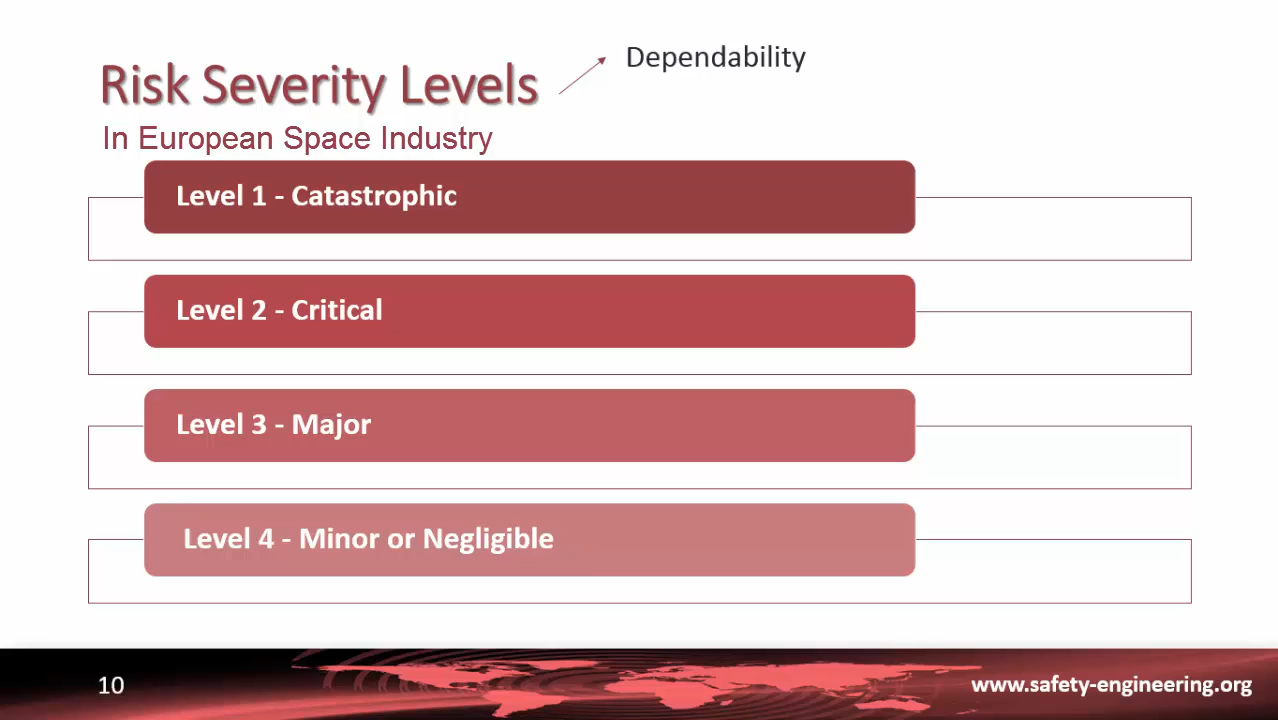 Risk Severity Levels
Dependability
In European Space Industry
Level 1 - Catastrophic
Level 2 - Critical
Level 3 - Major
Level 4 - Minor or Negligible
10
www.safety-engineering.org